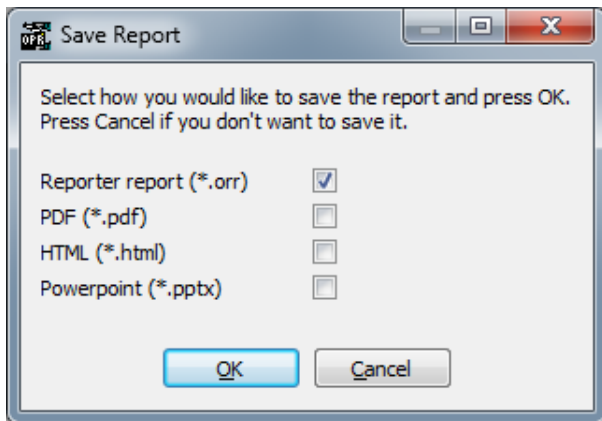 Save Report
Select how you would like to save the report and press OK.
Press Cancel if you don't want to save it.
Reporter report (*.orr)
PDF (*.pdf)
HTML (*.html)
Powerpoint (*.pptx)
OK Cancel